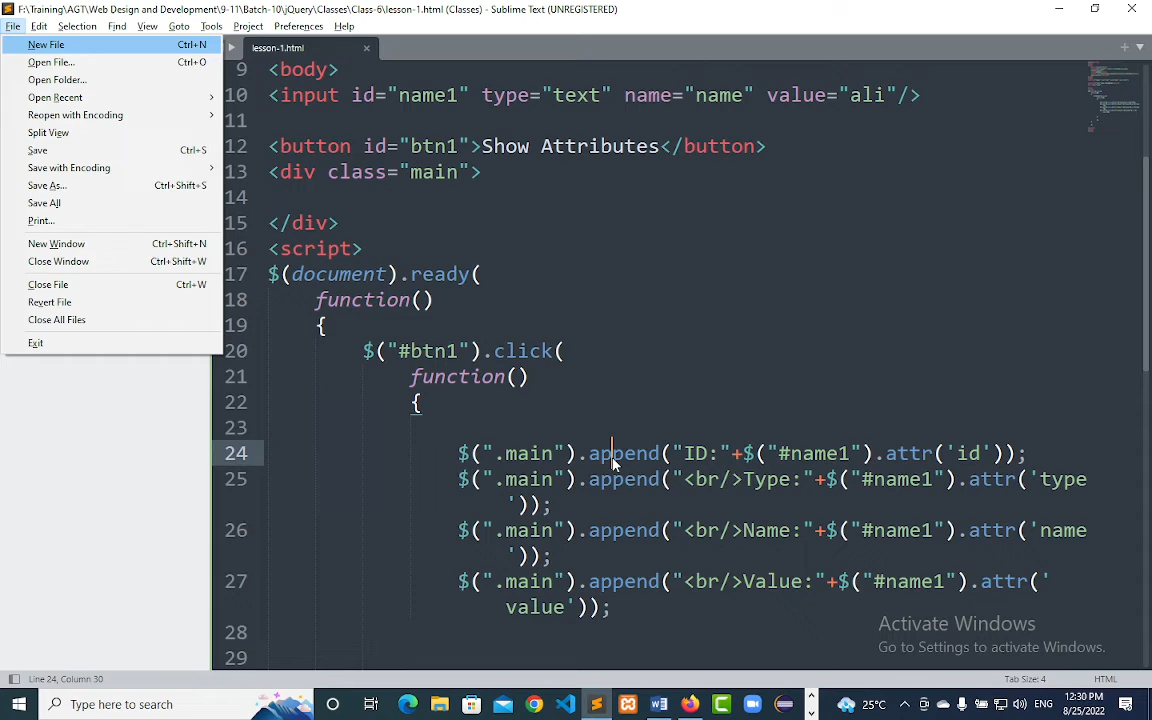 F:\Training\AGT\Web Design and Development\9-11\Batch-10\jQuery\Classes\Class-6\lesson-1.html (Classes) - Sublime Text (UNREGISTERED)
File Edit Selection Find View Goto Tools Project Preferences Help
New File Ctrl+N
Open File... Ctrl+O
Open Folder...
Open Recent
Reopen with Encoding
Split View
Save Ctrl+S
Save with Encoding
Save As... Ctrl+Shift+S
Save All
Print...
New Window Ctrl+Shift+N
Close Window Ctrl+Shift+W
Close File Ctrl+W
Revert File
Close All Files
Exit
lesson-1.html
9 <body>
10 <input id="name1" type="text" name="name" value="ali"/>
11
12 <button id="btn1">Show Attributes</button>
13 <div class="main">
14
15 </div>
16 <script>
17 $(document).ready(
18 function()
19 {
20 $("#btn1").click(
21 function()
22 {
23
24 $(".main").append("ID:"+$("#name1").attr('id'));
25 $(".main").append("<br/>Type:"+$("#name1").attr('type
'));
26 $(".main").append("<br/>Name:"+$("#name1").attr('name
'));
27 $(".main").append("<br/>Value:"+$("#name1").attr('
value'));
28
29
Activate Windows
Go to Settings to activate Windows.
Line 24, Column 30 Tab Size: 4 HTML
Type here to search
25°C
ENG
12:30 PM
8/25/2022